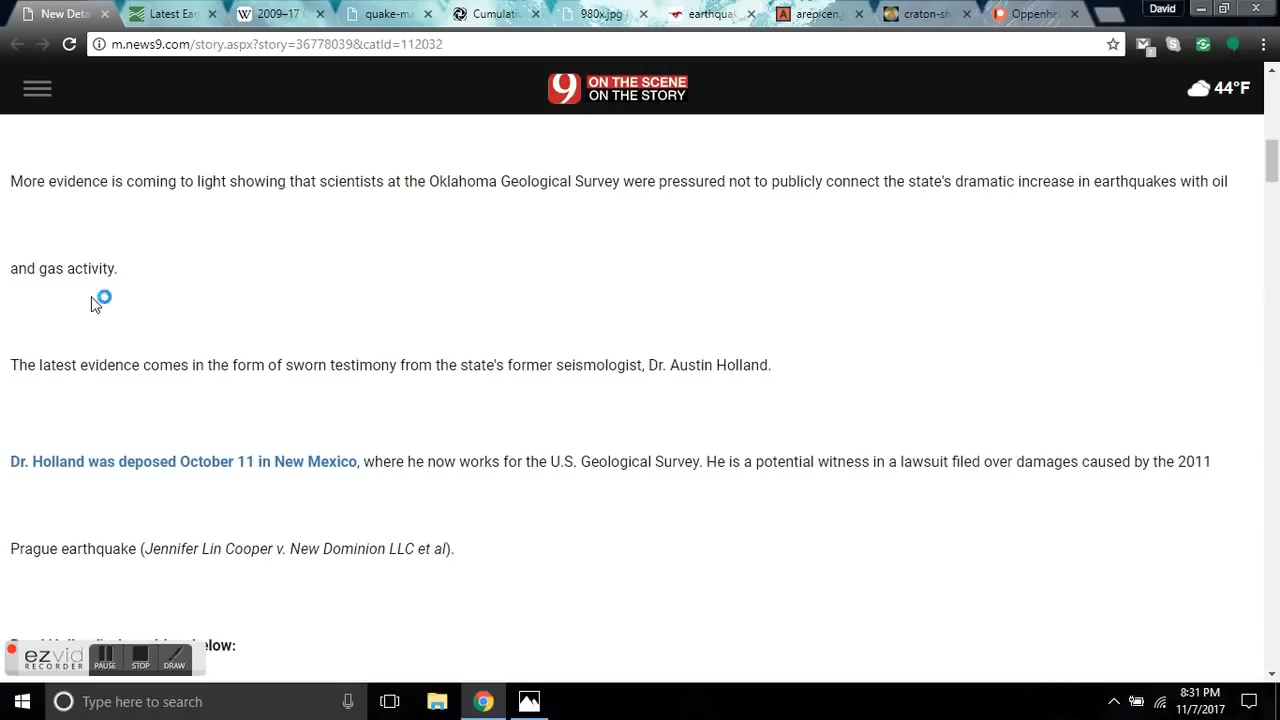 New Deta
Latest Ear
2009–17
quake-ma
Cumulati
980x.jpg
earthquai
arepicen
craton-sh
Oppenhe
David
m.news9.com/story.aspx?story=36778039&catId=112032
9 ON THE SCENE
ON THE STORY
44°F
More evidence is coming to light showing that scientists at the Oklahoma Geological Survey were pressured not to publicly connect the state's dramatic increase in earthquakes with oil
and gas activity.
The latest evidence comes in the form of sworn testimony from the state's former seismologist, Dr. Austin Holland.
Dr. Holland was deposed October 11 in New Mexico, where he now works for the U.S. Geological Survey. He is a potential witness in a lawsuit filed over damages caused by the 2011
Prague earthquake (Jennifer Lin Cooper v. New Dominion LLC et al).
elow:
ezvid
RECORDER
PAUSE
STOP
DRAW
Type here to search
8:31 PM
11/7/2017